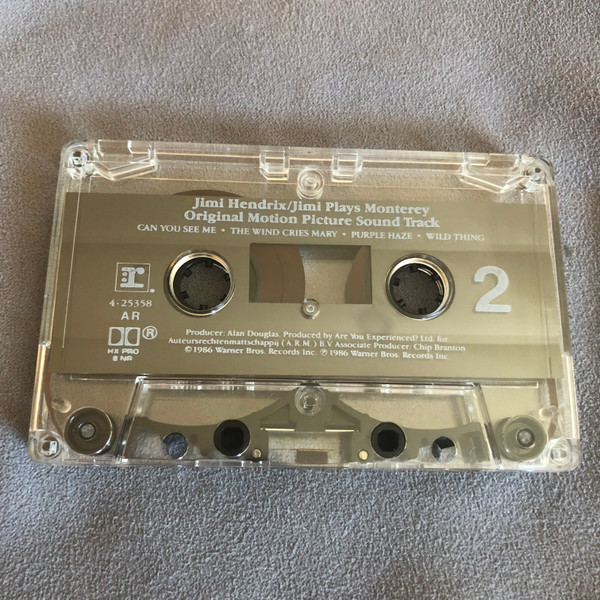 Jimi Hendrix/Jimi Plays Monterey
Original Motion Picture Sound Track
CAN YOU SEE ME • THE WIND CRIES MARY • PURPLE HAZE • WILD THING
r:
4-25358
AR
2
®
HX PRO
B NR
Producer: Alan Douglas. Produced by Are You Experienced? Ltd. for
Auteursrechtenmattschappij (A.R.M.) B.V. Associate Producer: Chip Branton
©1986 Warner Bros. Records Inc. ℗1986 Warner Bros. Records Inc